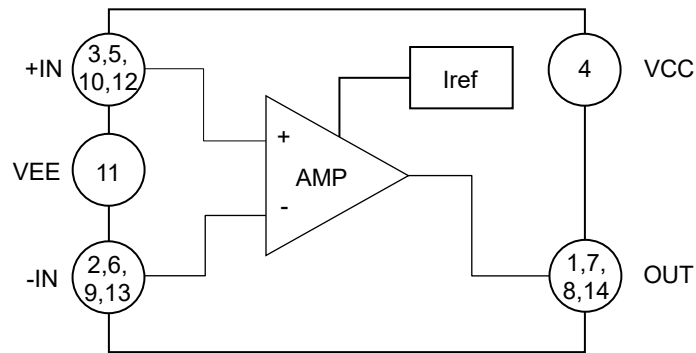 +IN
3,5,
10,12
Iref
4
VCC
+
VEE
11
AMP
-
-IN
2,6,
9,13
1,7,
8,14
OUT